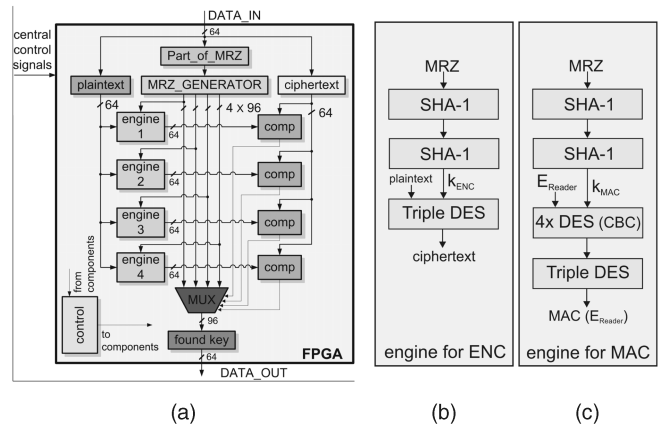 DATA_IN
64
central
control
signals
Part_of_MRZ
plaintext
MRZ_GENERATOR
ciphertext
64
4 X 96
64
engine
1
64
comp
engine
2
64
comp
engine
3
64
comp
engine
4
64
comp
from
components
control
to
components
MUX
96
found key
64
FPGA
DATA_OUT
(a)
MRZ
SHA-1
SHA-1
plaintext
kENC
Triple DES
ciphertext
engine for ENC
(b)
MRZ
SHA-1
SHA-1
EReader
kMAC
4x DES (CBC)
Triple DES
MAC (EReader)
engine for MAC
(c)